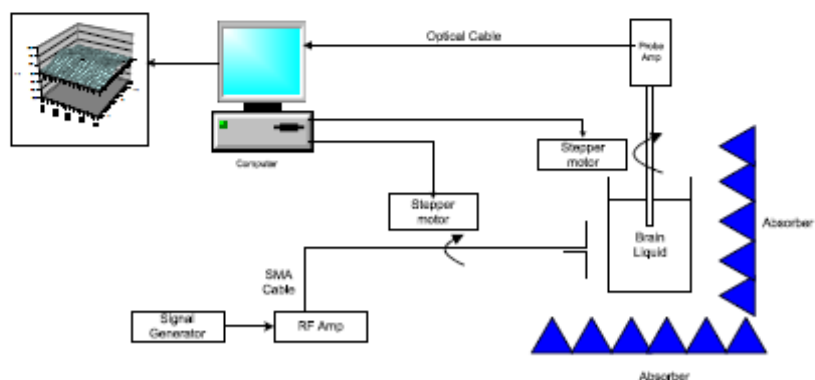 Optical Cable
Probe
Amp
Computer
Stepper
motor
Stepper
motor
Brain
Liquid
Absorber
SMA
Cable
Signal
Generator
RF Amp
Absorber